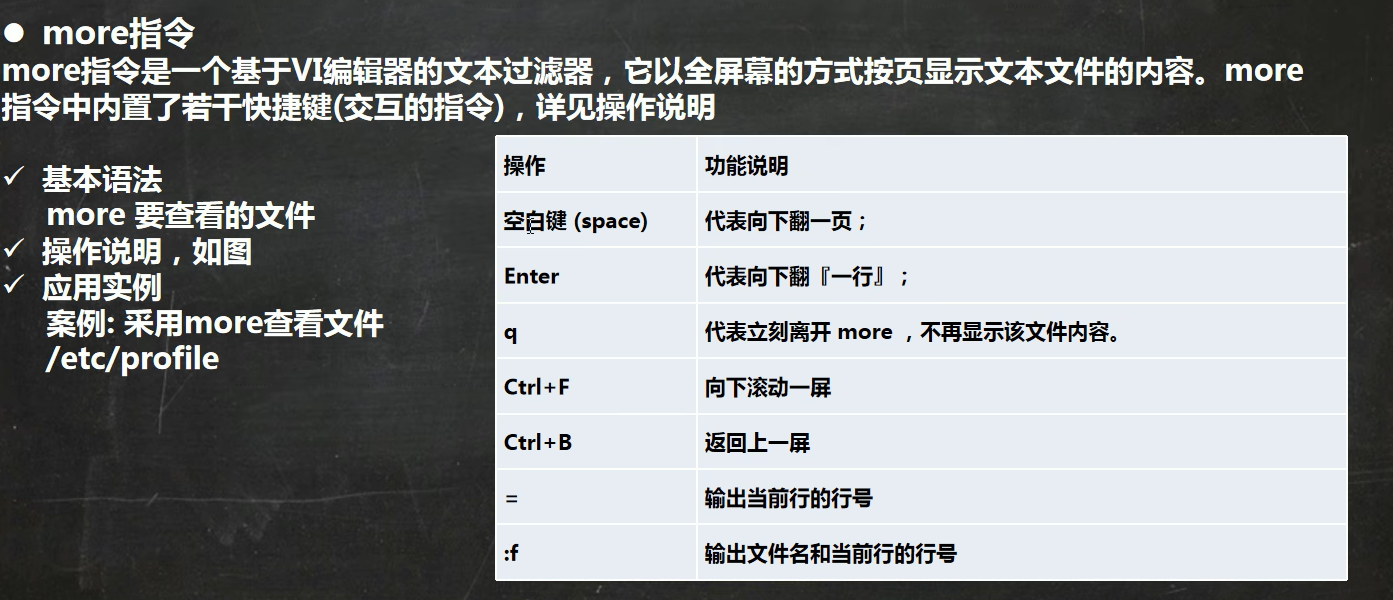 ● more指令
more指令是一个基于VI编辑器的文本过滤器，它以全屏幕的方式按页显示文本文件的内容。more
指令中内置了若干快捷键(交互的指令)，详见操作说明
✓ 基本语法
more 要查看的文件
✓ 操作说明，如图
✓ 应用实例
案例: 采用more查看文件
/etc/profile
操作 功能说明
空白键 (space) 代表向下翻一页；
Enter 代表向下翻『一行』；
q 代表立刻离开 more ，不再显示该文件内容。
Ctrl+F 向下滚动一屏
Ctrl+B 返回上一屏
= 输出当前行的行号
:f 输出文件名和当前行的行号